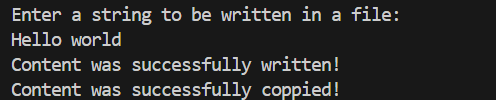 Enter a string to be written in a file:
Hello world
Content was successfully written!
Content was successfully coppied!